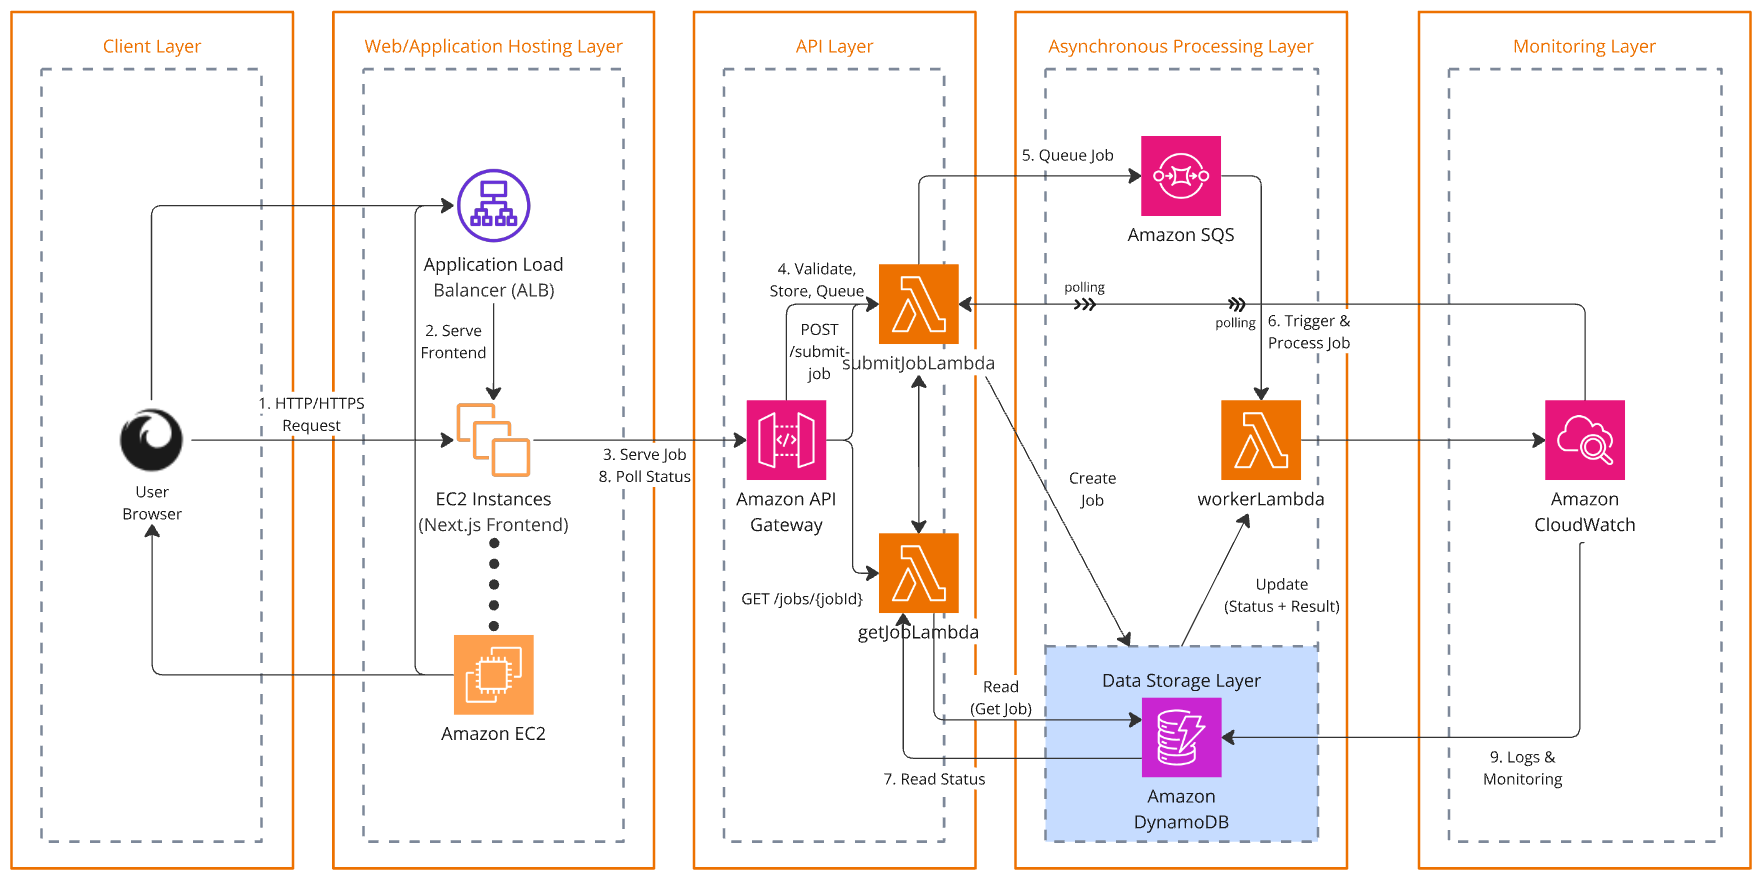 Client Layer
Web/Application Hosting Layer
API Layer
Asynchronous Processing Layer
Monitoring Layer
5. Queue Job
Amazon SQS
Application Load
Balancer (ALB)
4. Validate,
Store, Queue
polling
polling
2. Serve
Frontend
POST
/submit-
job
6. Trigger &
Process Job
submitJobLambda
1. HTTP/HTTPS
Request
3. Serve Job
8. Poll Status
Create
Job
User
Browser
EC2 Instances
(Next.js Frontend)
Amazon API
Gateway
workerLambda
Amazon
CloudWatch
GET /jobs/{jobId}
Update
(Status + Result)
getJobLambda
Read
(Get Job)
Data Storage Layer
Amazon EC2
7. Read Status
9. Logs &
Monitoring
Amazon
DynamoDB